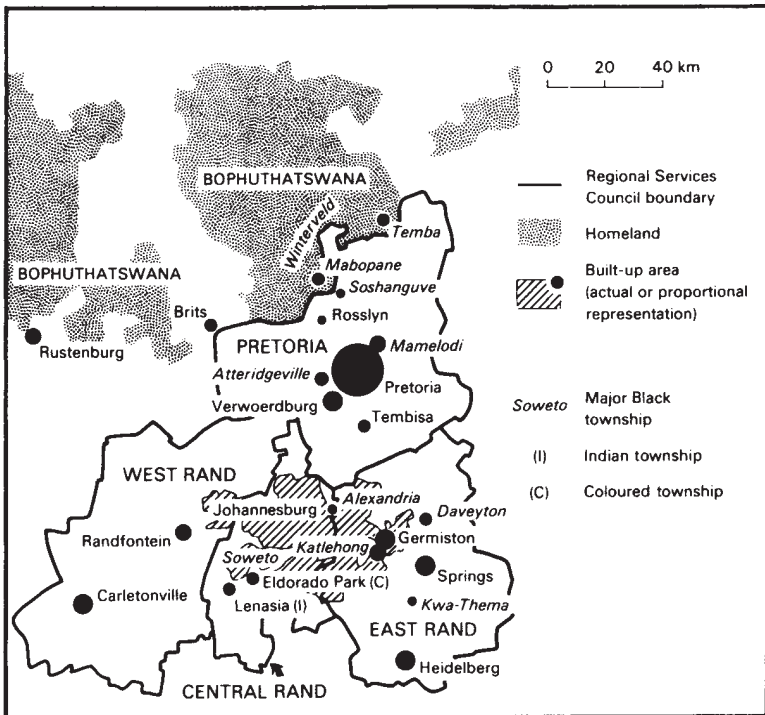 0 20 40 km
BOPHUTHATSWANA
Regional Services
Council boundary
Homeland
Winterveld
Temba
BOPHUTHATSWANA
Mabopane
Soshanguve
Built-up area
(actual or proportional
representation)
Brits
Rosslyn
Rustenburg
PRETORIA
Mamelodi
Atteridgeville
Pretoria
Verwoerdburg
Tembisa
Soweto Major Black
township
(I) Indian township
(C) Coloured township
WEST RAND
Johannesburg
Alexandria
Daveyton
Randfontein
Katlehong
Germiston
Soweto
Eldorado Park (C)
Springs
Carletonville
Lenasia (I)
Kwa-Thema
EAST RAND
Heidelberg
CENTRAL RAND